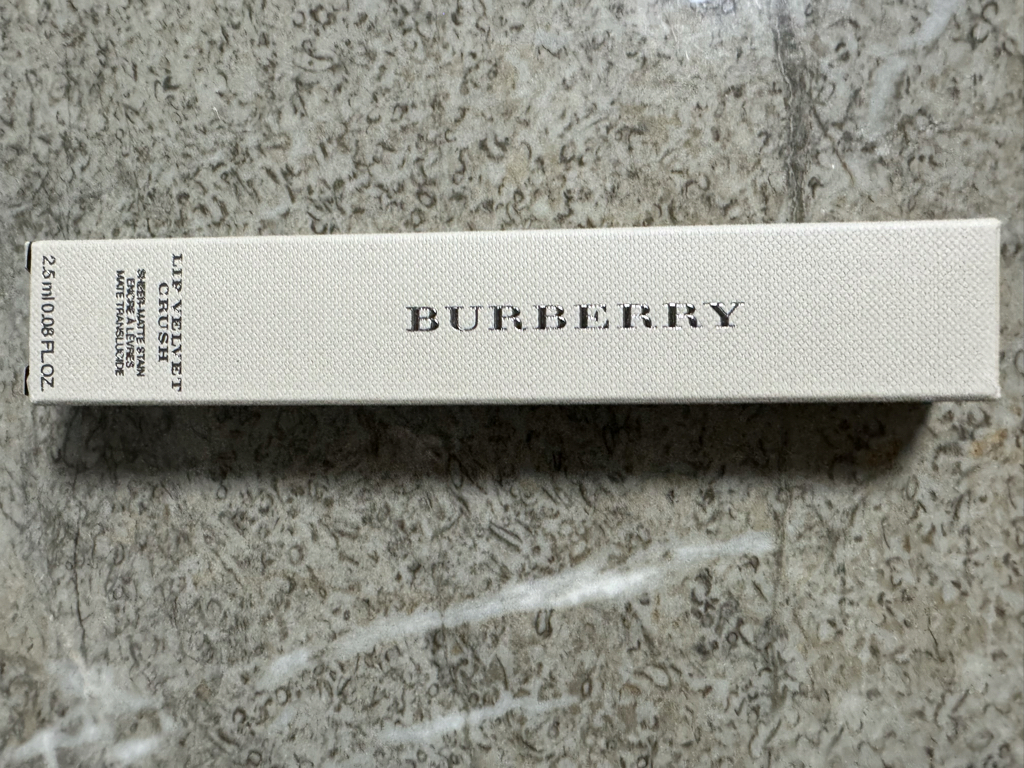 BURBERRY
LIP VELVET
CRUSH
SHEER-MATTE STAIN
ENCRE À LÈVRES
MATE TRANSLUCIDE
2.5 ml 0.08 FL.OZ.